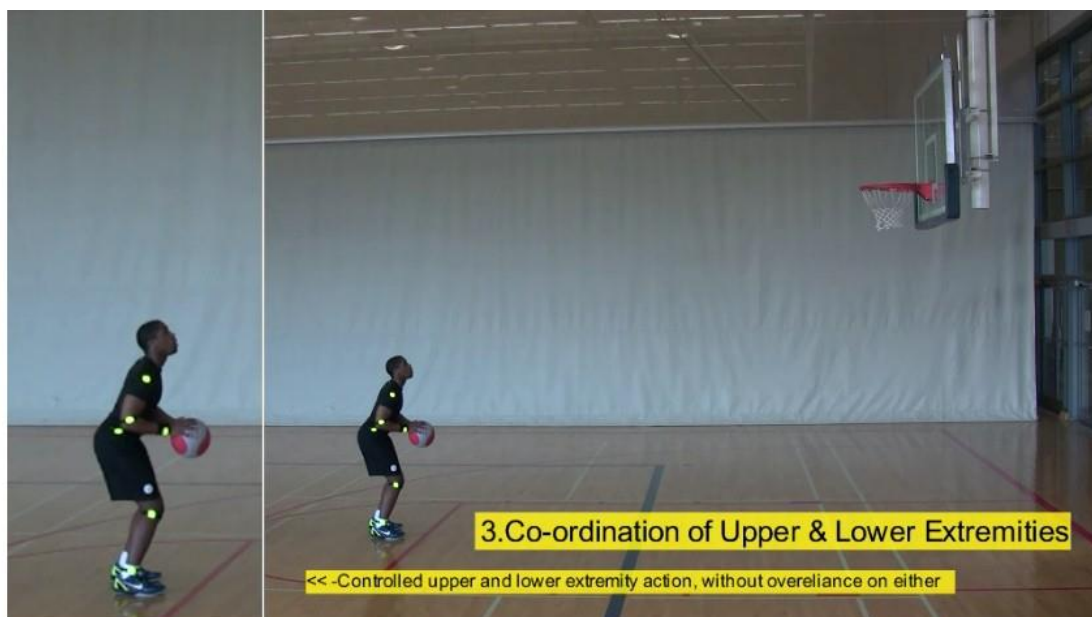 3.Co-ordination of Upper & Lower Extremities
<< -Controlled upper and lower extremity action, without overeliance on either